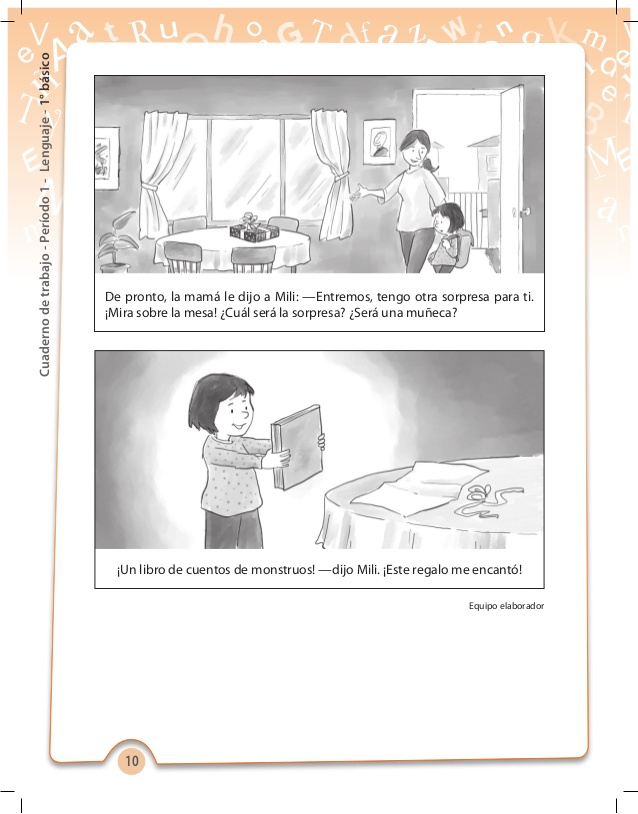 Cuaderno de trabajo - Período 1 - Lenguaje - 1° básico
De pronto, la mamá le dijo a Mili: —Entremos, tengo otra sorpresa para ti.
¡Mira sobre la mesa! ¿Cuál será la sorpresa? ¿Será una muñeca?
¡Un libro de cuentos de monstruos! —dijo Mili. ¡Este regalo me encantó!
Equipo elaborador
10